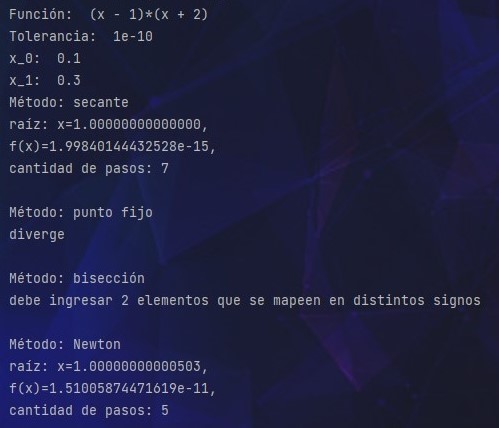 Función:  (x - 1)*(x + 2)
Tolerancia:  1e-10
x_0:  0.1
x_1:  0.3
Método: secante
raíz: x=1.00000000000000,
f(x)=1.99840144432528e-15,
cantidad de pasos: 7
Método: punto fijo
diverge
Método: bisección
debe ingresar 2 elementos que se mapeen en distintos signos
Método: Newton
raíz: x=1.00000000000503,
f(x)=1.51005874471619e-11,
cantidad de pasos: 5